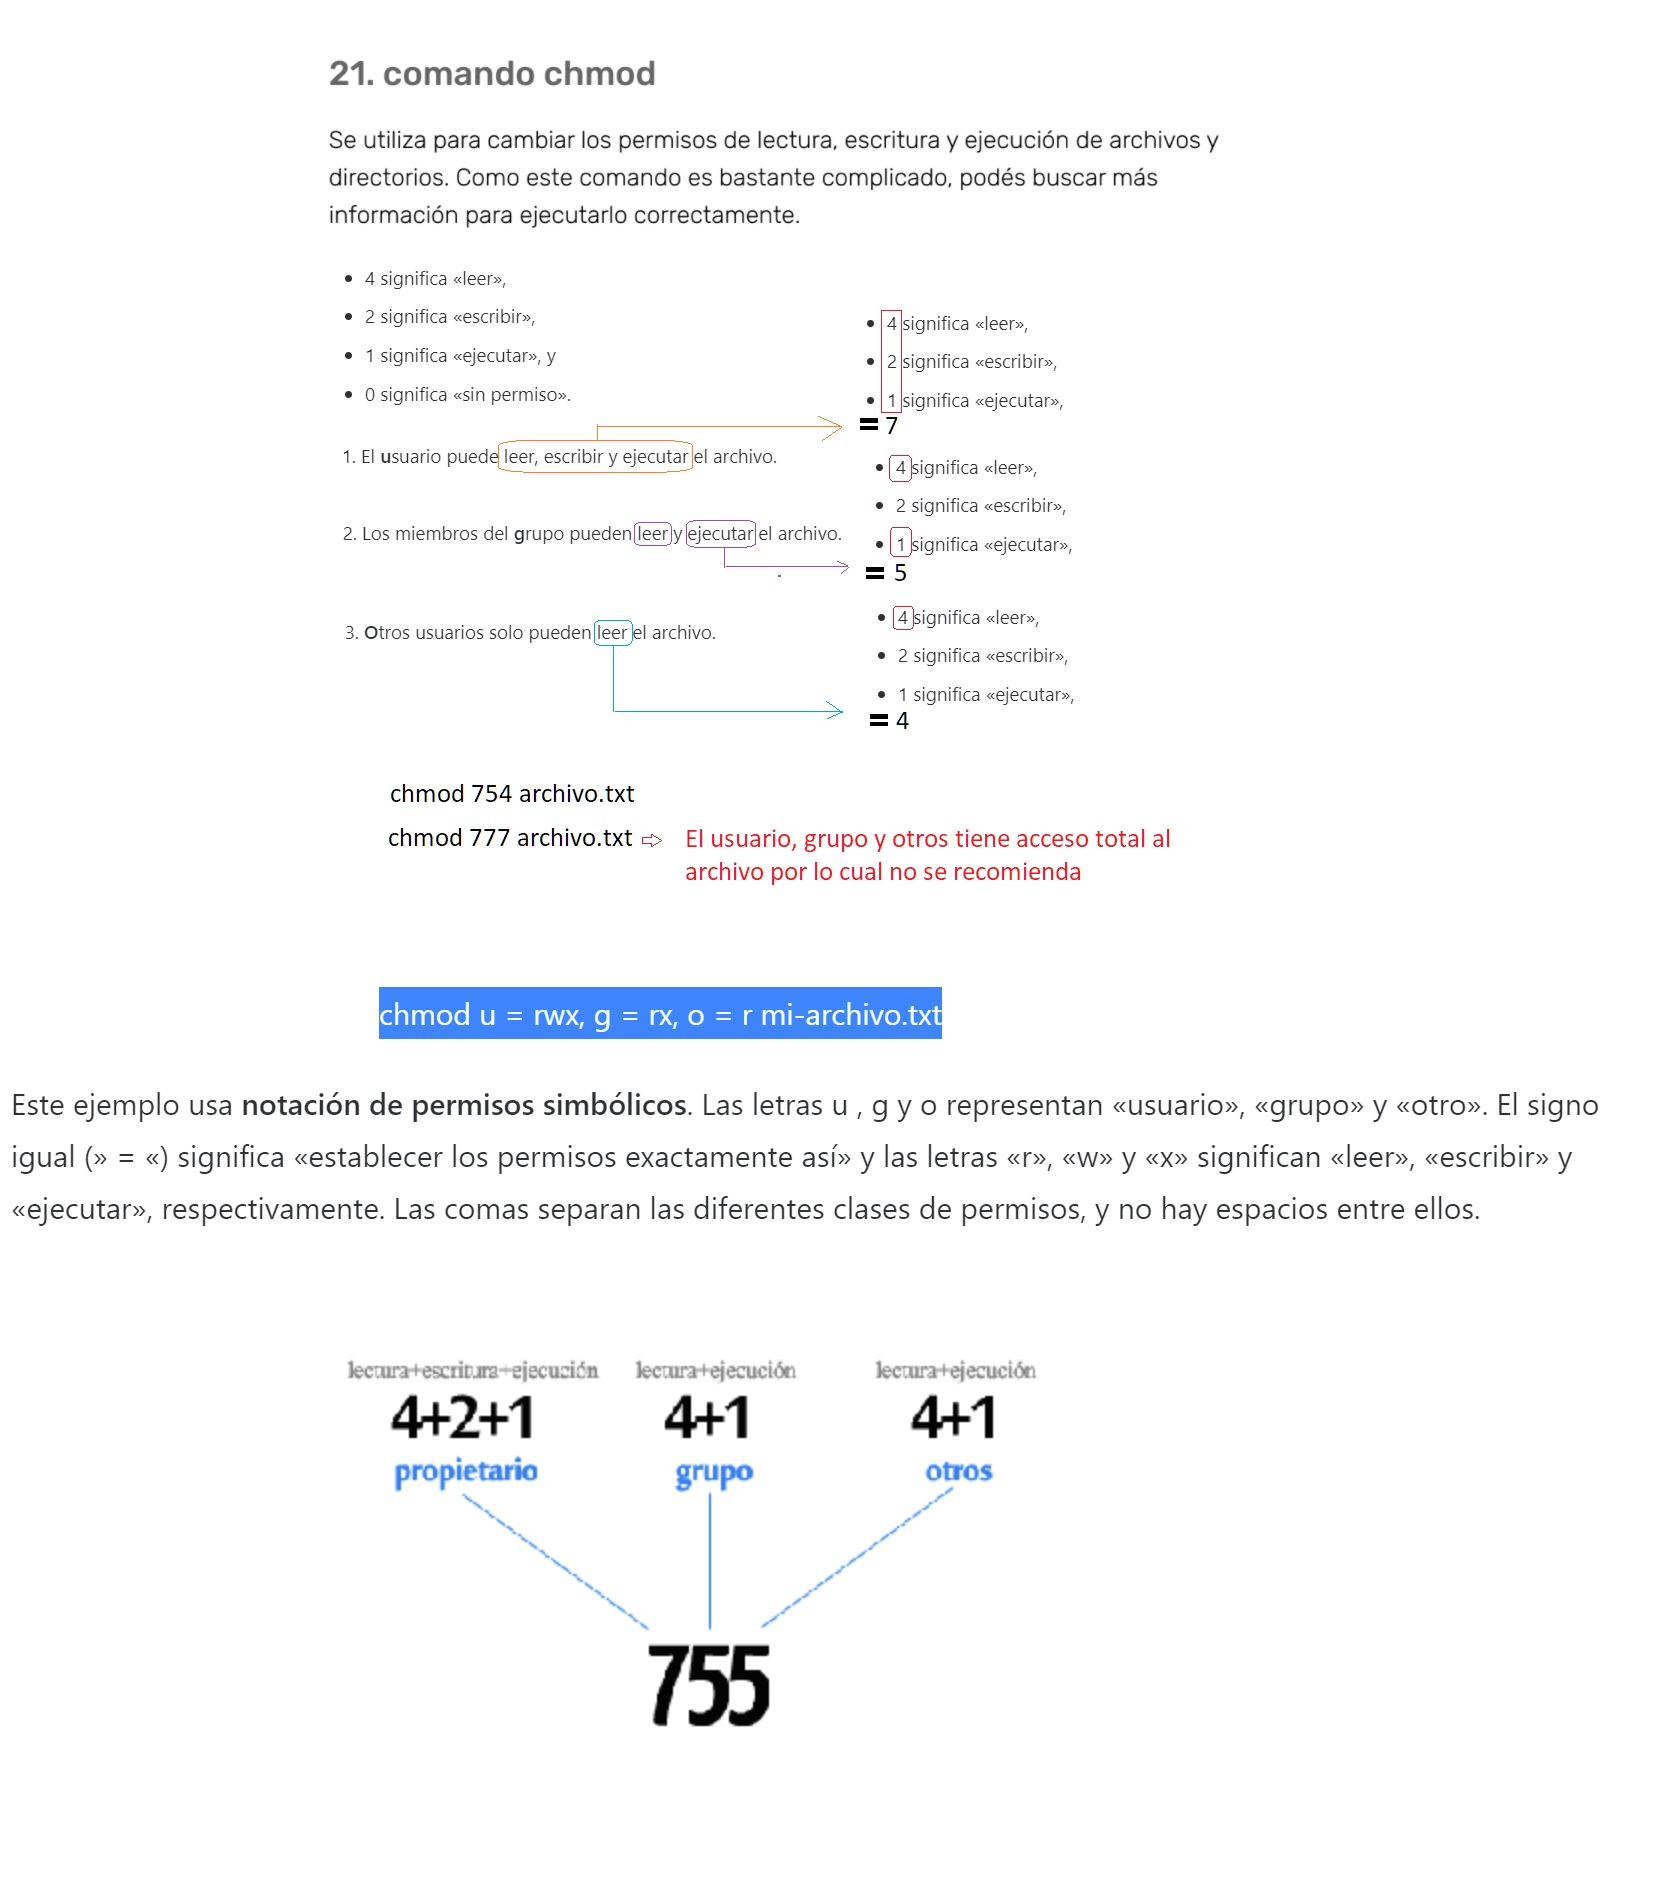 21. comando chmod
Se utiliza para cambiar los permisos de lectura, escritura y ejecución de archivos y
directorios. Como este comando es bastante complicado, podés buscar más
información para ejecutarlo correctamente.
• 4 significa «leer»,
• 2 significa «escribir»,
• 1 significa «ejecutar», y
• 0 significa «sin permiso».
• 4 significa «leer»,
• 2 significa «escribir»,
• 1 significa «ejecutar»,
= 7
1. El usuario puede leer, escribir y ejecutar el archivo.
• 4 significa «leer»,
• 2 significa «escribir»,
• 1 significa «ejecutar»,
= 5
2. Los miembros del grupo pueden leer y ejecutar el archivo.
• 4 significa «leer»,
• 2 significa «escribir»,
• 1 significa «ejecutar»,
= 4
3. Otros usuarios solo pueden leer el archivo.
chmod 754 archivo.txt
chmod 777 archivo.txt ⇨ El usuario, grupo y otros tiene acceso total al
archivo por lo cual no se recomienda
chmod u = rwx, g = rx, o = r mi-archivo.txt
Este ejemplo usa notación de permisos simbólicos. Las letras u , g y o representan «usuario», «grupo» y «otro». El signo
igual (» = «) significa «establecer los permisos exactamente así» y las letras «r», «w» y «x» significan «leer», «escribir» y
«ejecutar», respectivamente. Las comas separan las diferentes clases de permisos, y no hay espacios entre ellos.
lectura+escritura+ejecución
4+2+1
propietario
lectura+ejecución
4+1
grupo
lectura+ejecución
4+1
otros
755